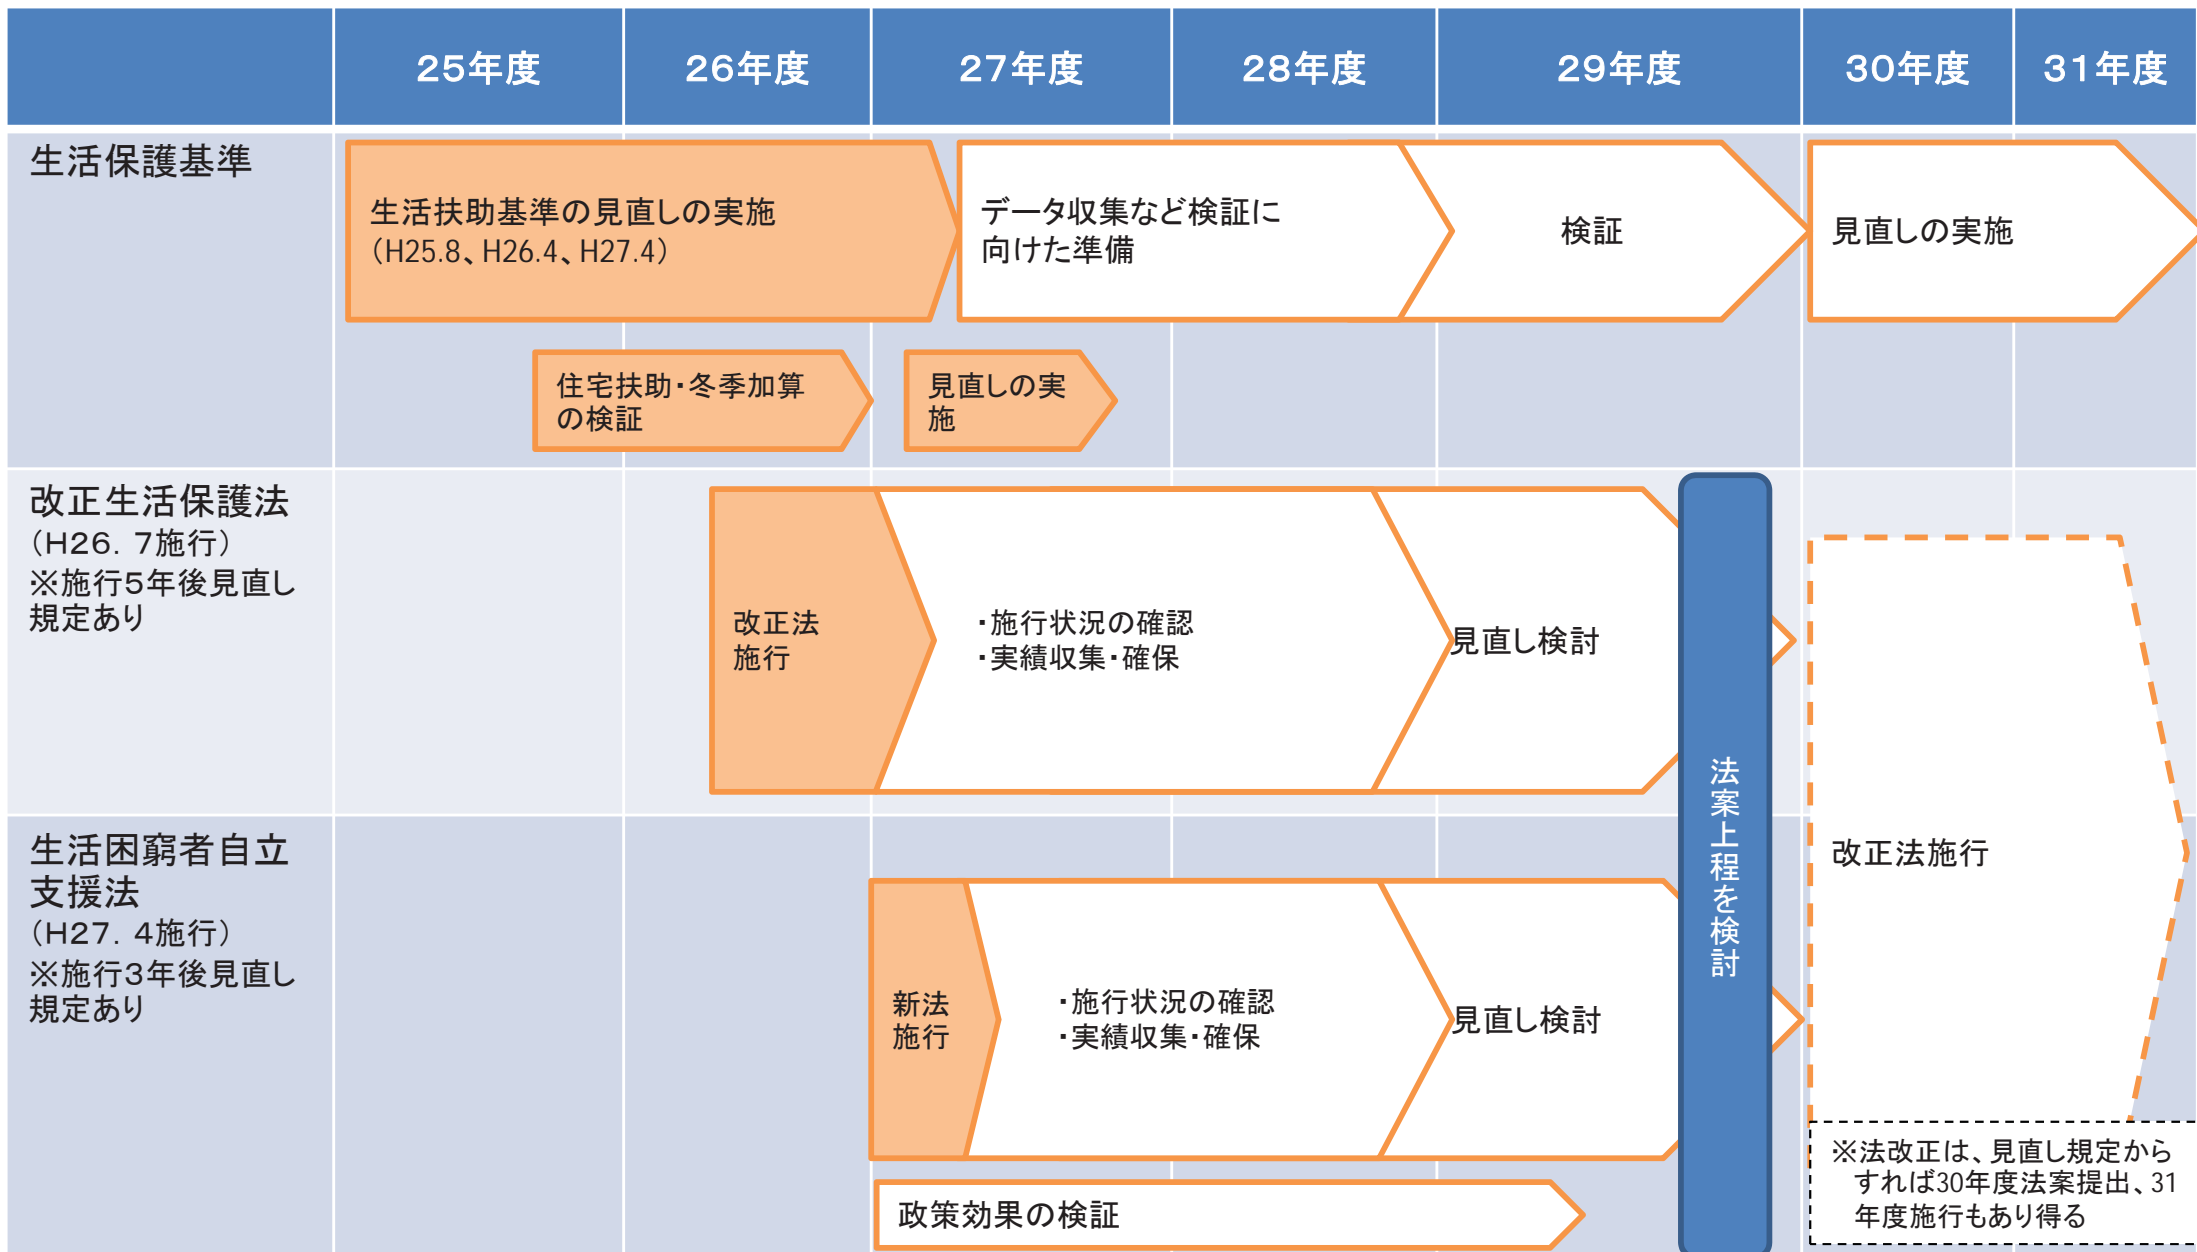 25年度
26年度
27年度
28年度
29年度
30年度
31年度
生活保護基準
生活扶助基準の見直しの実施
（H25.8、H26.4、H27.4）
データ収集など検証に
向けた準備
検証
見直しの実施
住宅扶助・冬季加算
の検証
見直しの実
施
改正生活保護法
（H26．7施行）
※施行5年後見直し
規定あり
改正法
施行
・施行状況の確認
・実績収集・確保
見直し検討
法案上程を検討
改正法施行
生活困窮者自立
支援法
（H27．4施行）
※施行3年後見直し
規定あり
新法
施行
・施行状況の確認
・実績収集・確保
見直し検討
政策効果の検証
※法改正は、見直し規定から
すれば30年度法案提出、31
年度施行もあり得る